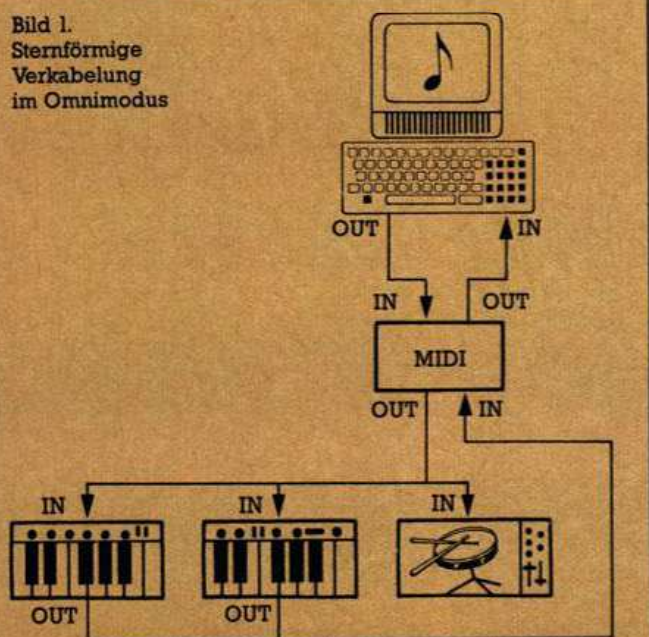 Bild 1.
Sternförmige
Verkabelung
im Omnimodus
OUT IN
IN OUT
MIDI
OUT IN
IN IN IN
OUT OUT